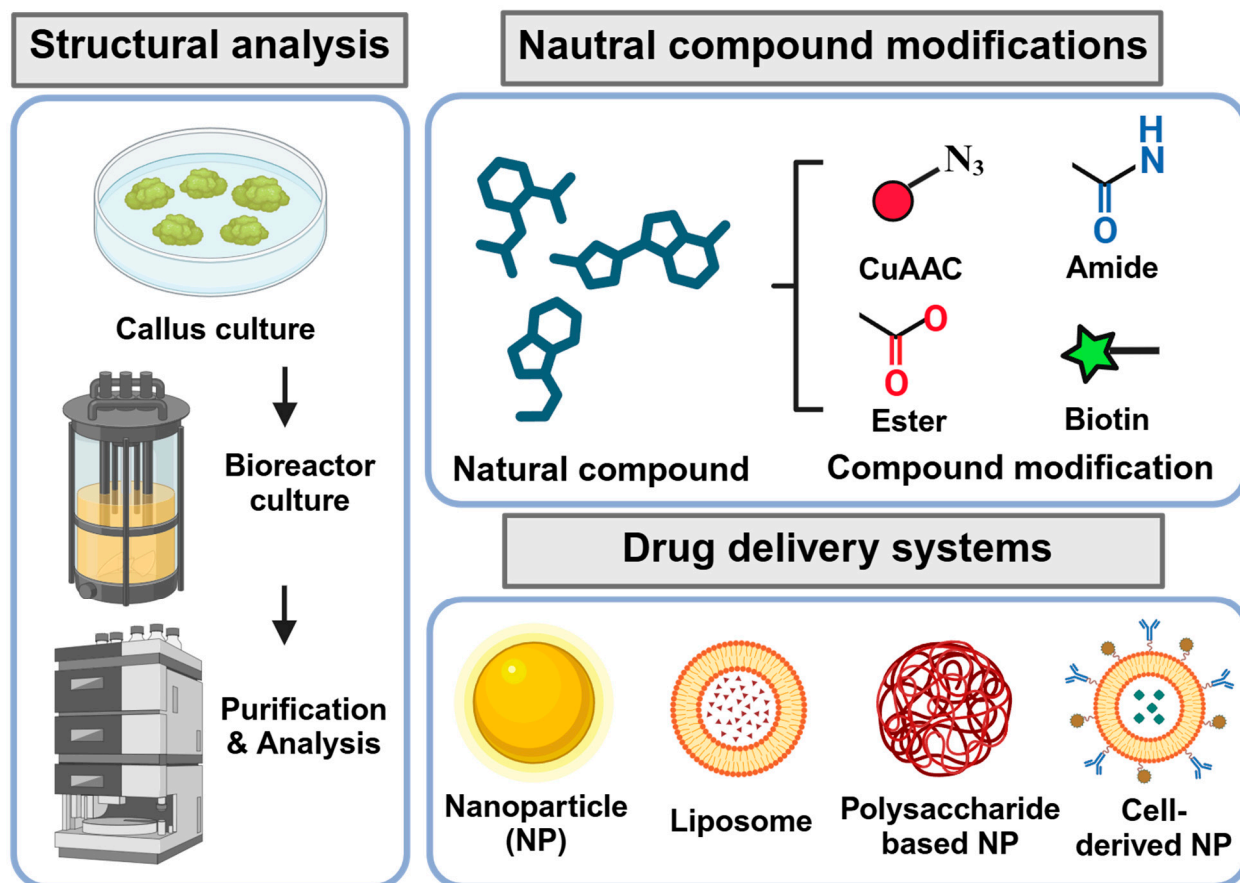 Structural analysis
Callus culture
Bioreactor
culture
Purification
& Analysis
Nautral compound modifications
Natural compound
N3
CuAAC
H
N
O
Amide
O
O
Ester
Biotin
Compound modification
Drug delivery systems
Nanoparticle
(NP)
Liposome
Polysaccharide
based NP
Cell-
derived NP